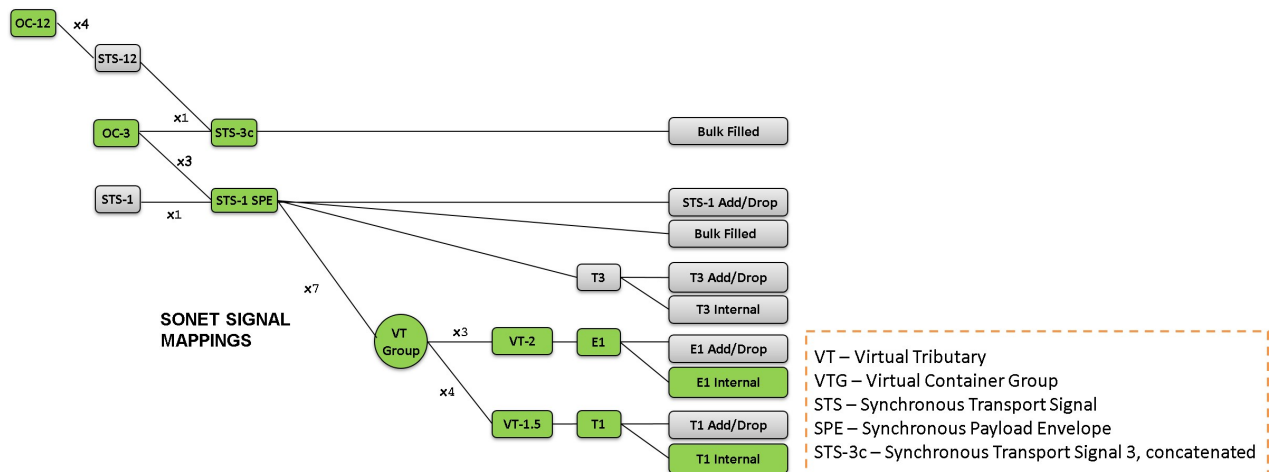 OC-12
x4
STS-12
x1
OC-3
STS-3c
Bulk Filled
x3
STS-1
x1
STS-1 SPE
STS-1 Add/Drop
Bulk Filled
T3
T3 Add/Drop
T3 Internal
x7
SONET SIGNAL
MAPPINGS
VT
Group
x3
VT-2
E1
E1 Add/Drop
E1 Internal
x4
VT-1.5
T1
T1 Add/Drop
T1 Internal
VT – Virtual Tributary
VTG – Virtual Container Group
STS – Synchronous Transport Signal
SPE – Synchronous Payload Envelope
STS-3c – Synchronous Transport Signal 3, concatenated